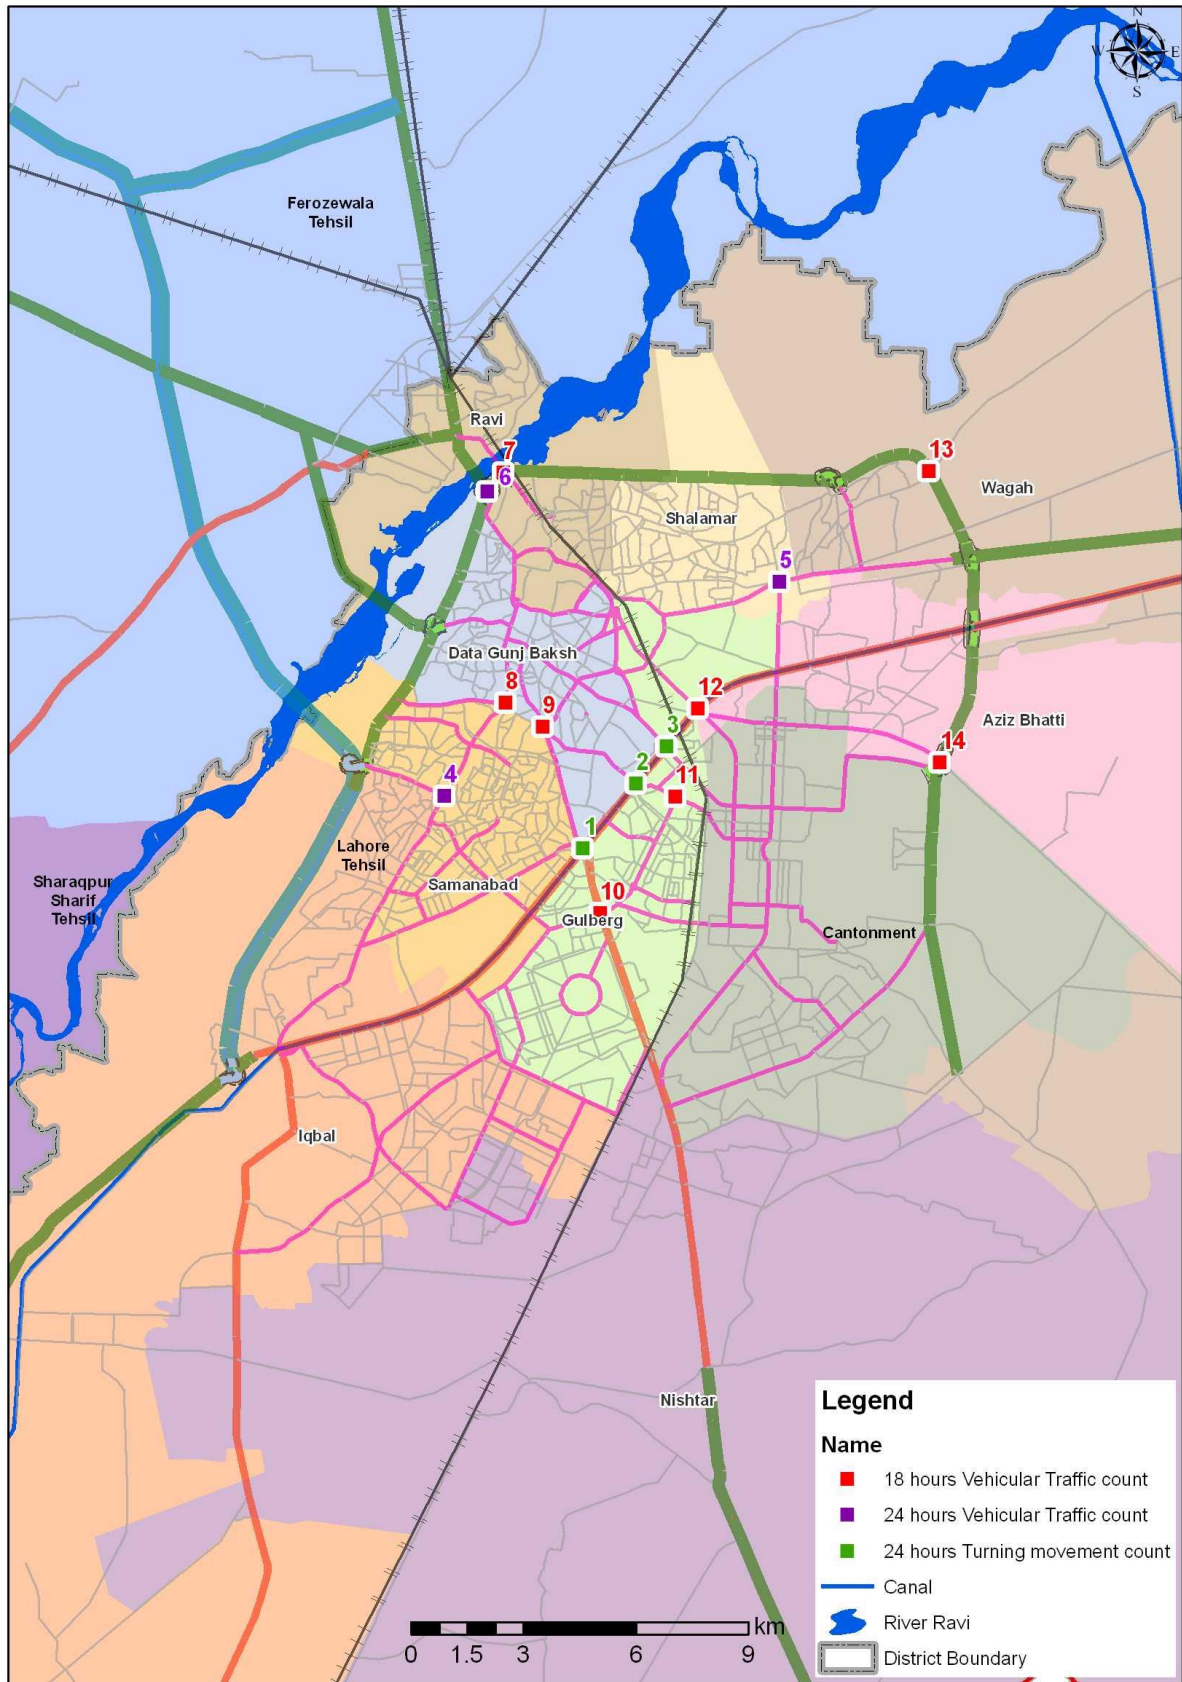 N
W
E
S
Ferozewala
Tehsil
Ravi
7
6
13
Wagah
Shalamar
5
Data Gunj Baksh
8
9
12
3
Aziz Bhatti
14
2
11
4
1
Lahore
Tehsil
Sharaqpur
Sharif
Tehsil
Samanabad
10
Gulberg
Cantonment
Iqbal
Nishtar
Legend
Name
18 hours Vehicular Traffic count
24 hours Vehicular Traffic count
24 hours Turning movement count
Canal
River Ravi
District Boundary
km
0 1.5 3 6 9